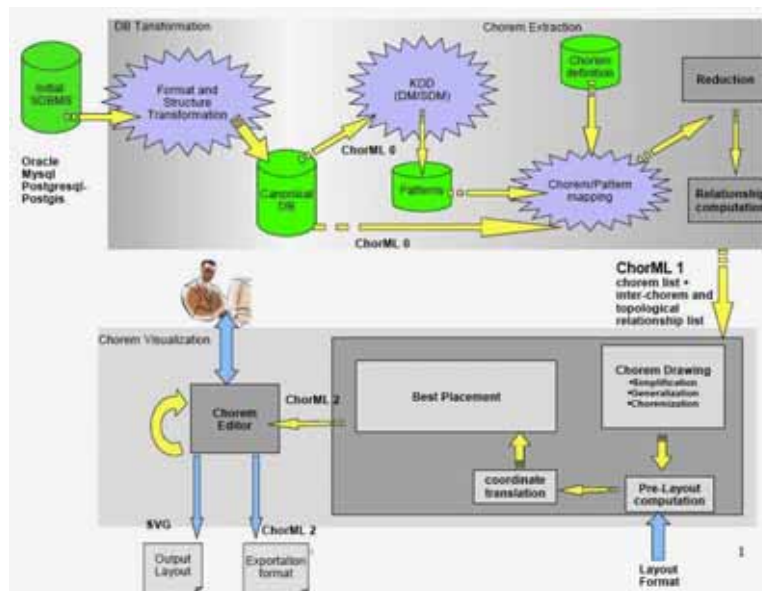 DB Tansformation
Chorem Extraction
Initial
SDBMS
Format and
Structure
Transformation
KDD
(DM/SDM)
Chorem
definition
Reduction
Oracle
Mysql
Postgresql-
Postgis
ChorML 0
Canonical
DB
Patterns
Chorem/Pattern
mapping
Relationship
computation
ChorML 0
ChorML 1
chorem list +
inter-chorem and
topological
relationship list
Chorem Visualization
Chorem
Editor
ChorML 2
Best Placement
Chorem Drawing
•Simplification
•Generalization
•Choremization
coordinate
translation
Pre-Layout
computation
SVG
ChorML 2
Output
Layout
Exportation
format
Layout
Format
1